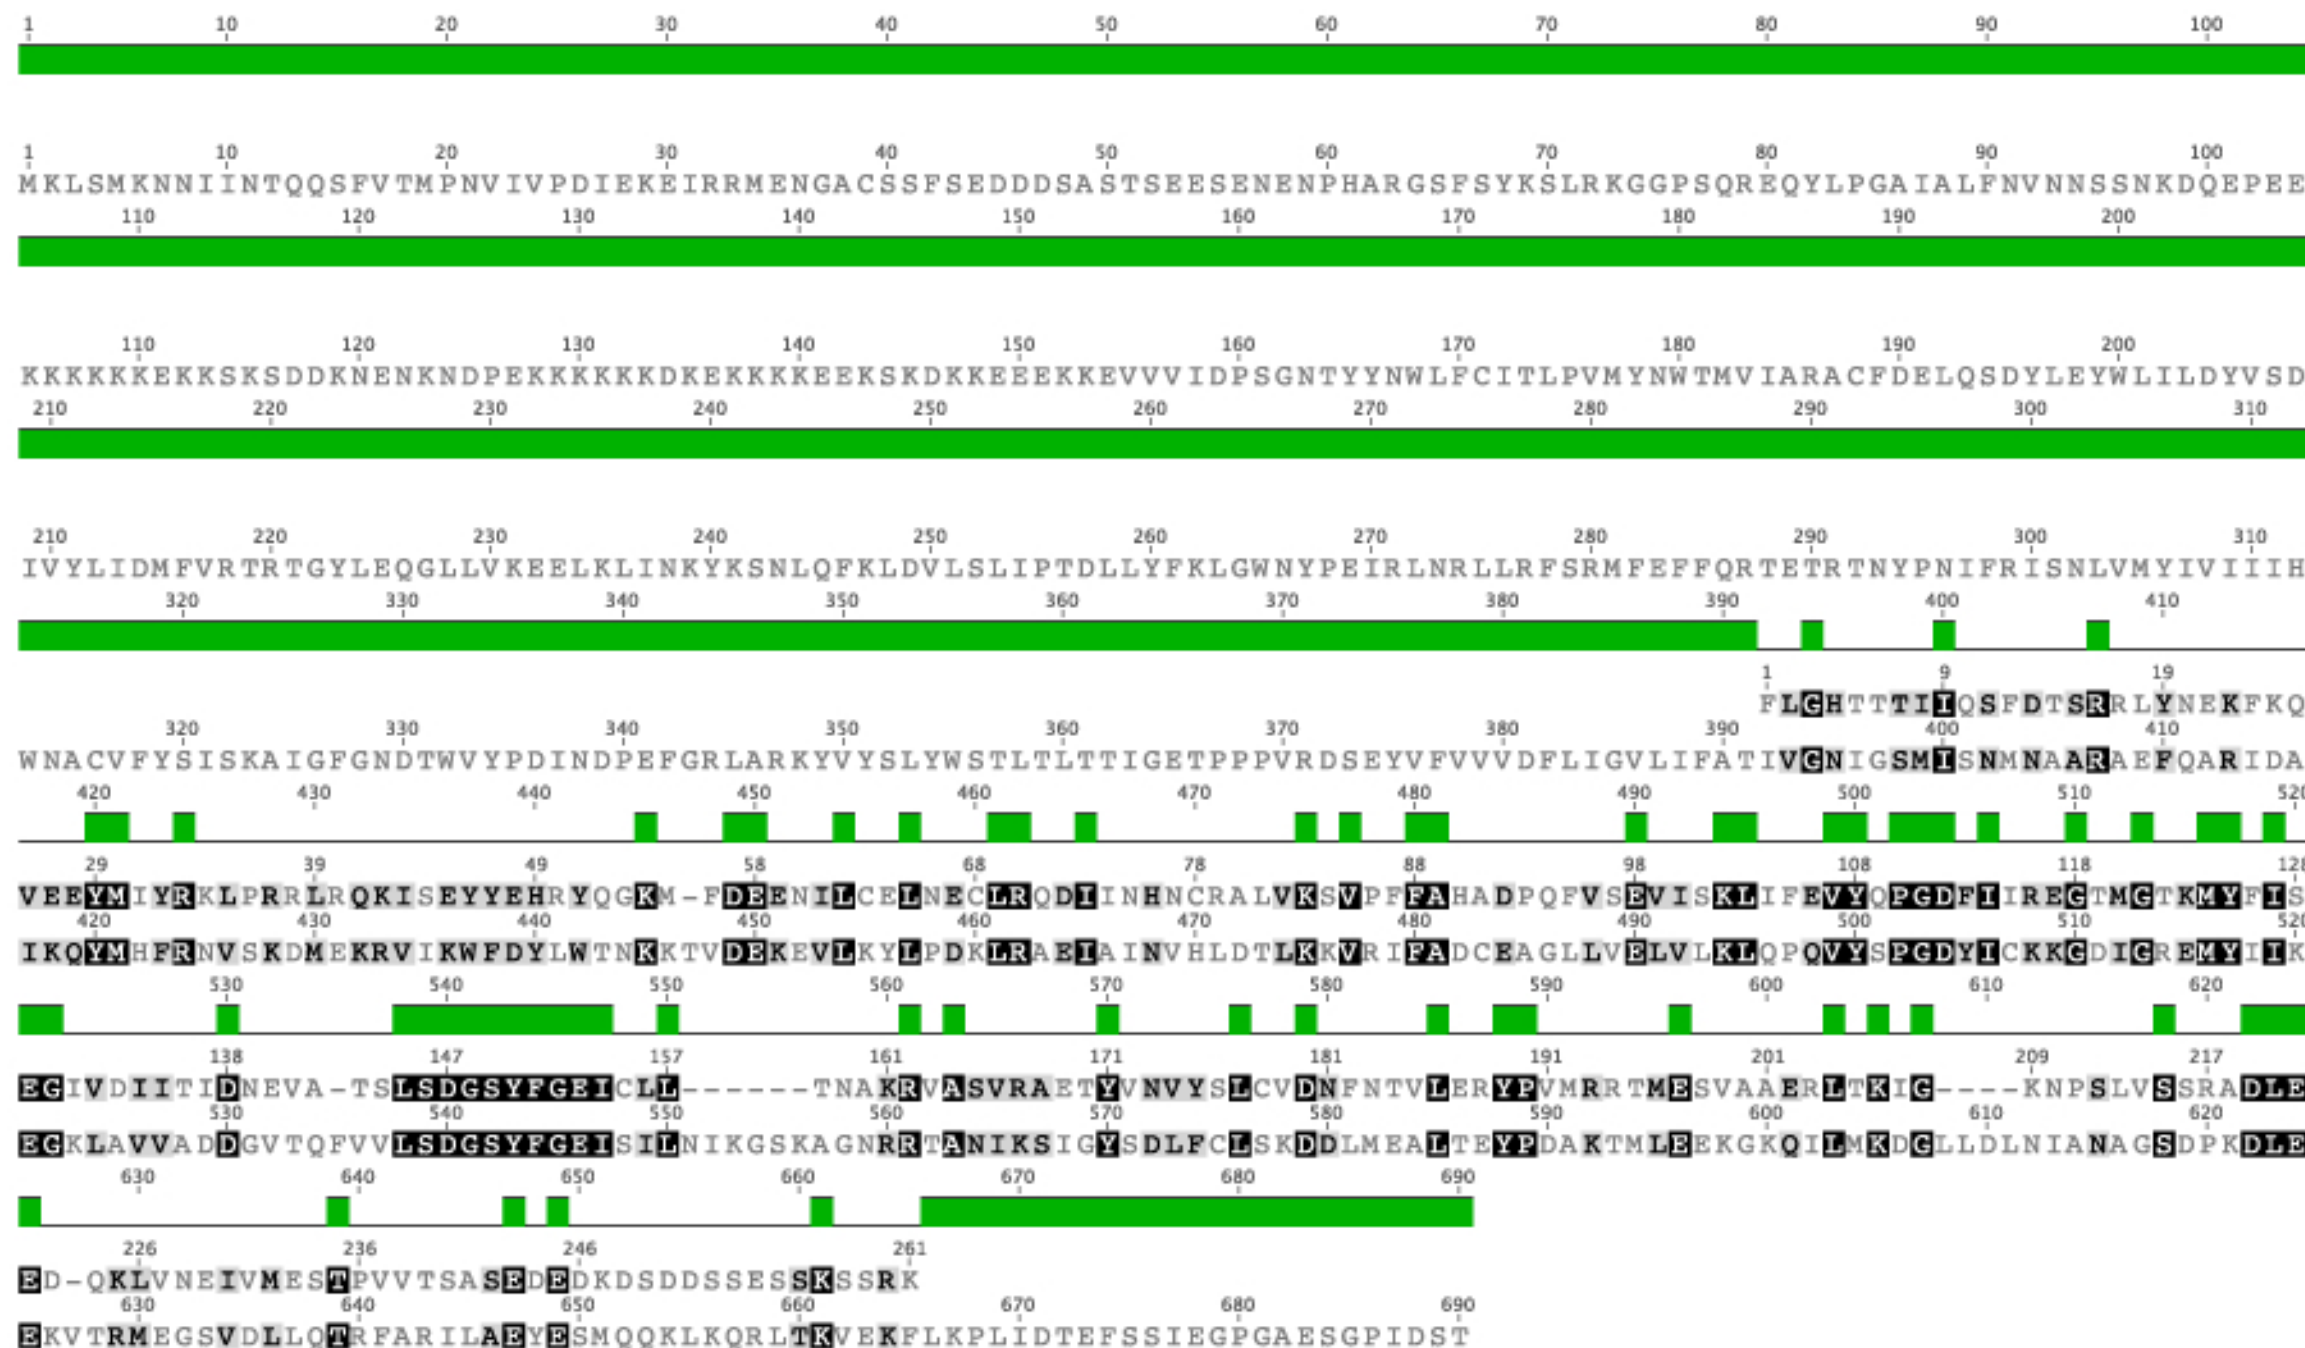 1 10 20 30 40 50 60 70 80 90 100
1 10 20 30 40 50 60 70 80 90 100
MKLSMKNNIINTQQSFVTMPNVIVPDIEKEIRRMENGACSSFSEDDDSASTSEESENENPHARGSFSYKSLRKGGPSQREQYLPGAIALFNVNNSSNKDQEPEE
110 120 130 140 150 160 170 180 190 200
110 120 130 140 150 160 170 180 190 200
KKKKKKEKKSKSDDKNENKNDPEKKKKKKDKEKKKKEEKSKDKKEEEKKEVVVIDPSGNTYYNWLFCITLPVMYNWTMVIARACFDELQSDYLEYWLILDYVSD
210 220 230 240 250 260 270 280 290 300 310
210 220 230 240 250 260 270 280 290 300 310
IVYLIDMFVRTRTGYLEQGLLVKEELKLINKYKSNLQFKLDVLSLIPTDLLYFKLGWNYPEIRLNRLLRFSRMFEFFQRTETRTNYPNIFRISNLVMYIVIIIH
320 330 340 350 360 370 380 390 400 410
1 9 19
FLGHTTTIIQSFDTSRRLYNEKFKQ
320 330 340 350 360 370 380 390 400 410
WNACVFYSISKAIGFGNDTWVYPDINDPEFGRLARKYVYSLYWSTLTLTTIGETPPPVRDSEYVFVVVDFLIGVLIFATIVGNIGSMISNMNAARAEFQARIDA
420 430 440 450 460 470 480 490 500 510 520
29 39 49 58 68 78 88 98 108 118 128
VEEYMIYRKLPRRLRQKISEYYEHRYQGKM-FDEENILCELNECLRQDIINHNCRALVKSVPFFAHADPQFVSEVISKLIFEVYQPGDFIIREGTMGTKMYFIS
420 430 440 450 460 470 480 490 500 510 520
IKQYMHFRNVSKDMEKRVIKWFDYLWTNKKTVDEKEVLKYLPDKLRAEIAINVHLDTLKKVRIFADCEAGLLVELVLKLQPQVYSPGDYICKKGDIGREMYIIK
530 540 550 560 570 580 590 600 610 620
138 147 157 161 171 181 191 201 209 217
EGIVDIITIDNEVA-TSLSDGSYFGEICLL------TNAKRVASVRAETYVNVYSLCVDNFNTVLERYPVMRRTMESVAAERLTKIG----KNPSLVSSRADLE
530 540 550 560 570 580 590 600 610 620
EGKLAVVADDGVTQFVVLSDGSYFGEISILNIKGSKAGNRRTANIKSIGYSDLFCLSKDDLMEALTEYPDAKTMLEEKGKQILMKDGLLDLNIANAGSDPKDLE
630 640 650 660 670 680 690
226 236 246 261
ED-QKLVNEIVMESTPVVTSASEDEDKDSDDSSESSKSSRK
630 640 650 660 670 680 690
EKVTRMEGSVDLLQTRFARILAEYESMQQKLKQRLTKVEKFLKPLIDTEFSSIEGPGAESGPIDST